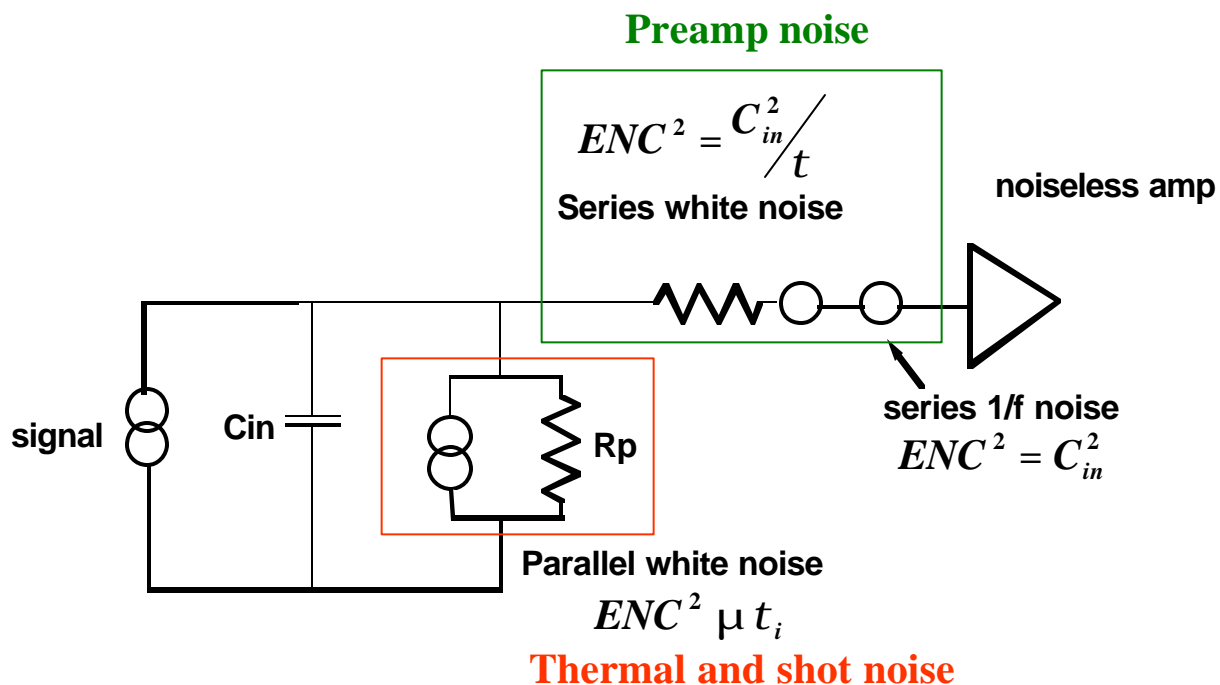 Preamp noise
ENC² = C²in/t
Series white noise
noiseless amp
signal
Cin
Rp
series 1/f noise
ENC² = C²in
Parallel white noise
ENC² µ tᵢ
Thermal and shot noise